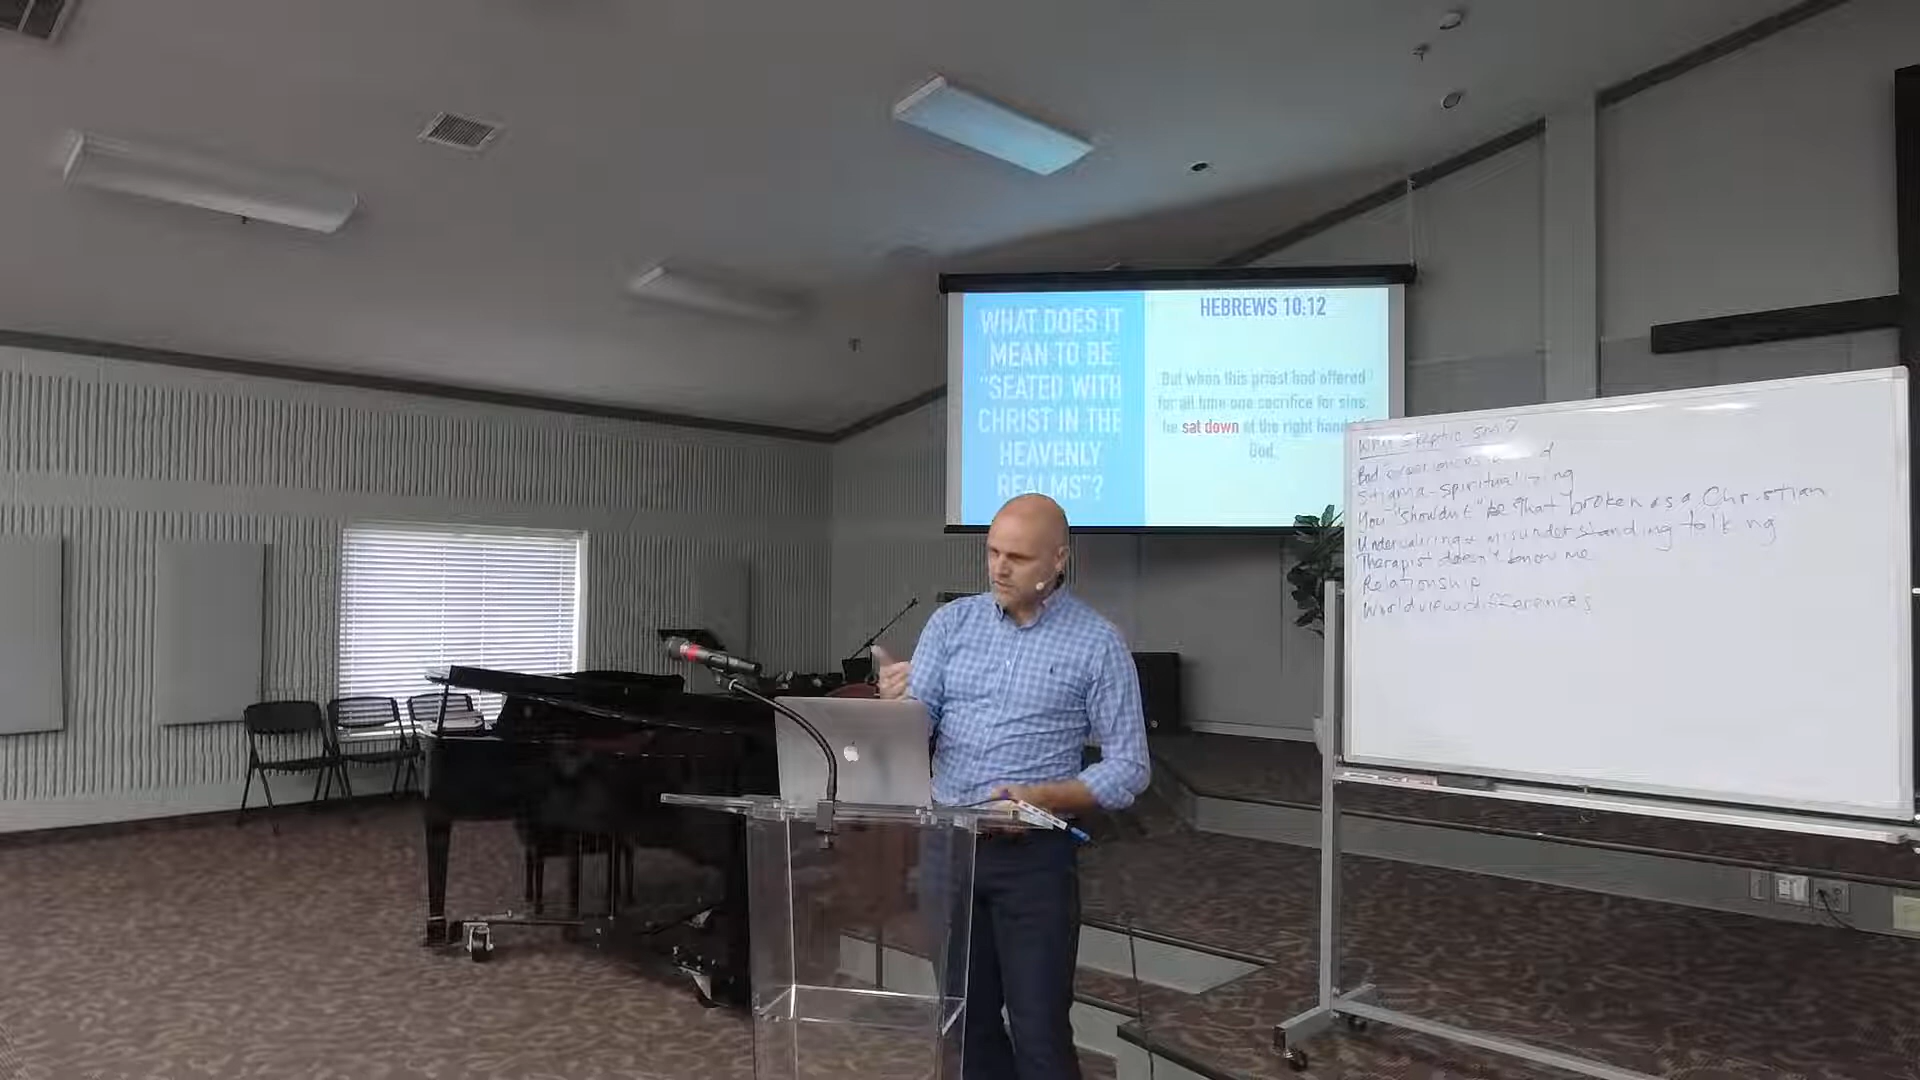 WHAT DOES IT
MEAN TO BE
"SEATED WITH
CHRIST IN THE
HEAVENLY
REALMS"?
HEBREWS 10:12
But when this priest had offered
for all time one sacrifice for sins,
he sat down at the right hand
God.
Why skeptic
Bad experiences
Stigma-spiritualizing
You "shouldn't" be that broken as a Christian
Undervaluing + misunderstanding talking
Therapist doesn't know me
Relationship
Worldview differences